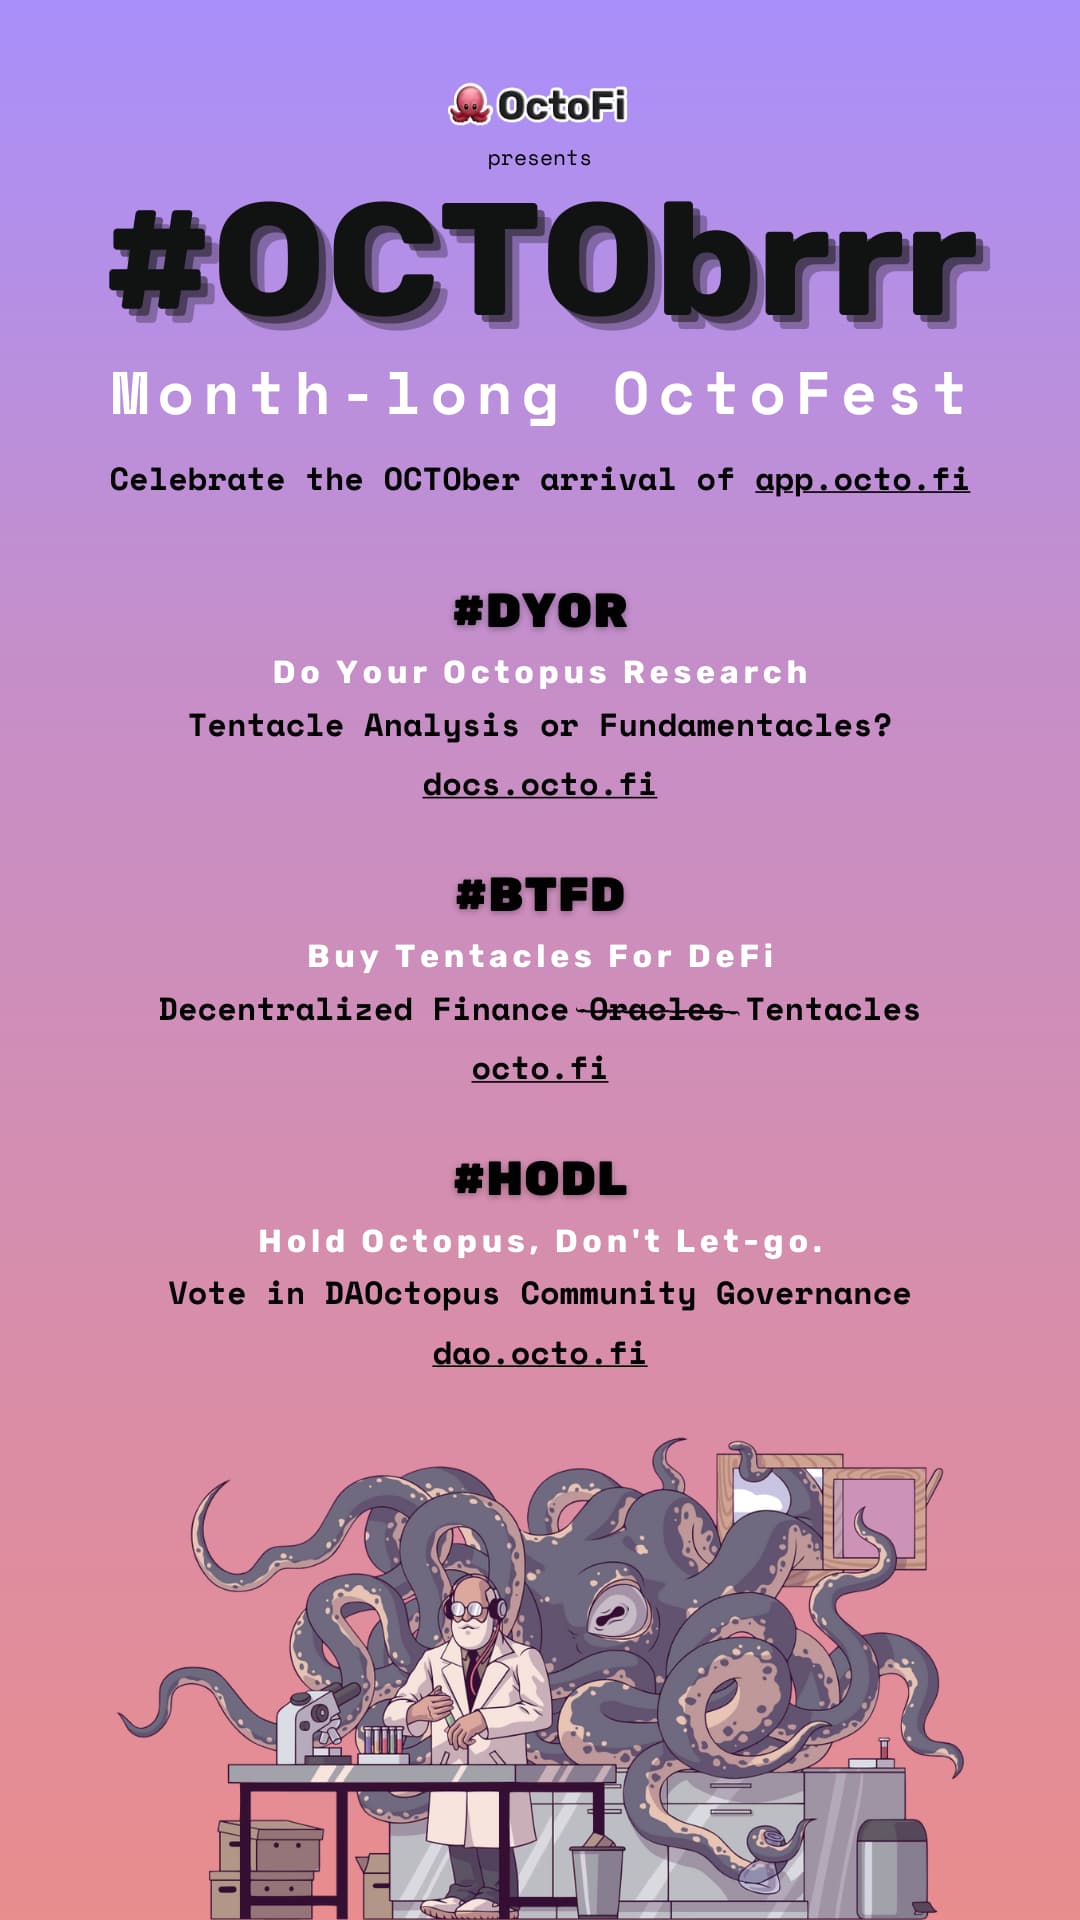 OctoFi
presents
#OCTObrrr
Month-long OctoFest
Celebrate the OCTOber arrival of app.octo.fi
#DYOR
Do Your Octopus Research
Tentacle Analysis or Fundamentacles?
docs.octo.fi
#BTFD
Buy Tentacles For DeFi
Decentralized Finance Oracles Tentacles
octo.fi
#HODL
Hold Octopus, Don't Let-go.
Vote in DAOctopus Community Governance
dao.octo.fi